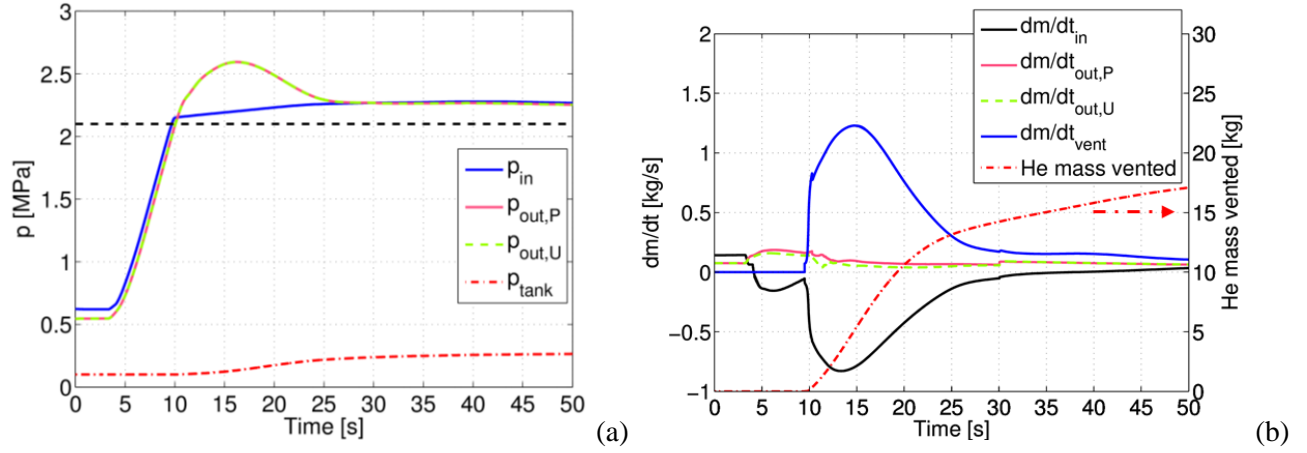 3
2.5
2
1.5
1
0.5
0
p [MPa]
p_in
p_out,P
p_out,U
p_tank
0 5 10 15 20 25 30 35 40 45 50
Time [s]
(a)
2
1.5
1
0.5
0
−0.5
−1
dm/dt [kg/s]
dm/dt_in
dm/dt_out,P
dm/dt_out,U
dm/dt_vent
He mass vented
30
25
20
15
10
5
0
He mass vented [kg]
0 5 10 15 20 25 30 35 40 45 50
Time [s]
(b)